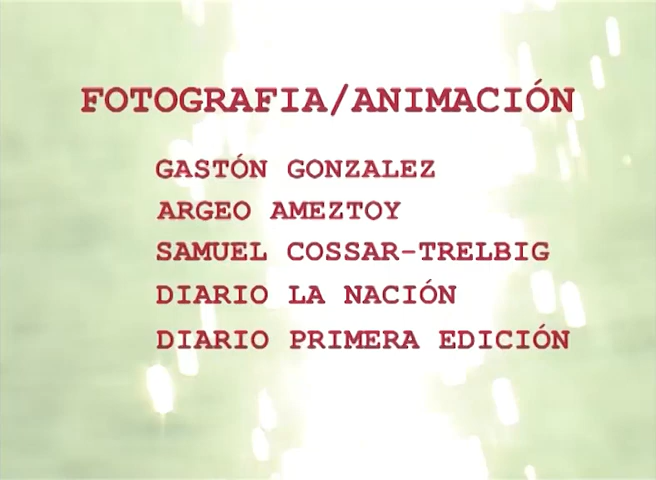 FOTOGRAFIA/ANIMACIÓN
GASTÓN GONZALEZ
ARGEO AMEZTOY
SAMUEL COSSAR-TRELBIG
DIARIO LA NACIÓN
DIARIO PRIMERA EDICIÓN